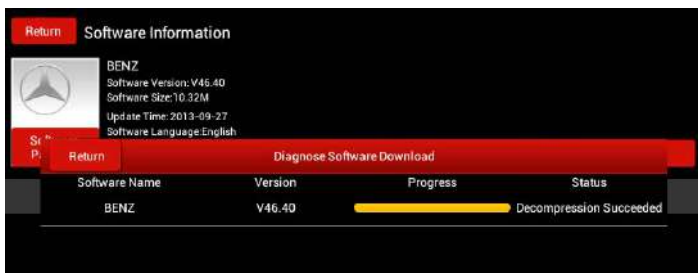 Return Software Information
BENZ
Software Version:V46.40
Software Size:10.32M
Update Time:2013-09-27
Software Language:English
Return Diagnose Software Download
Software Name Version Progress Status
BENZ V46.40 Decompression Succeeded